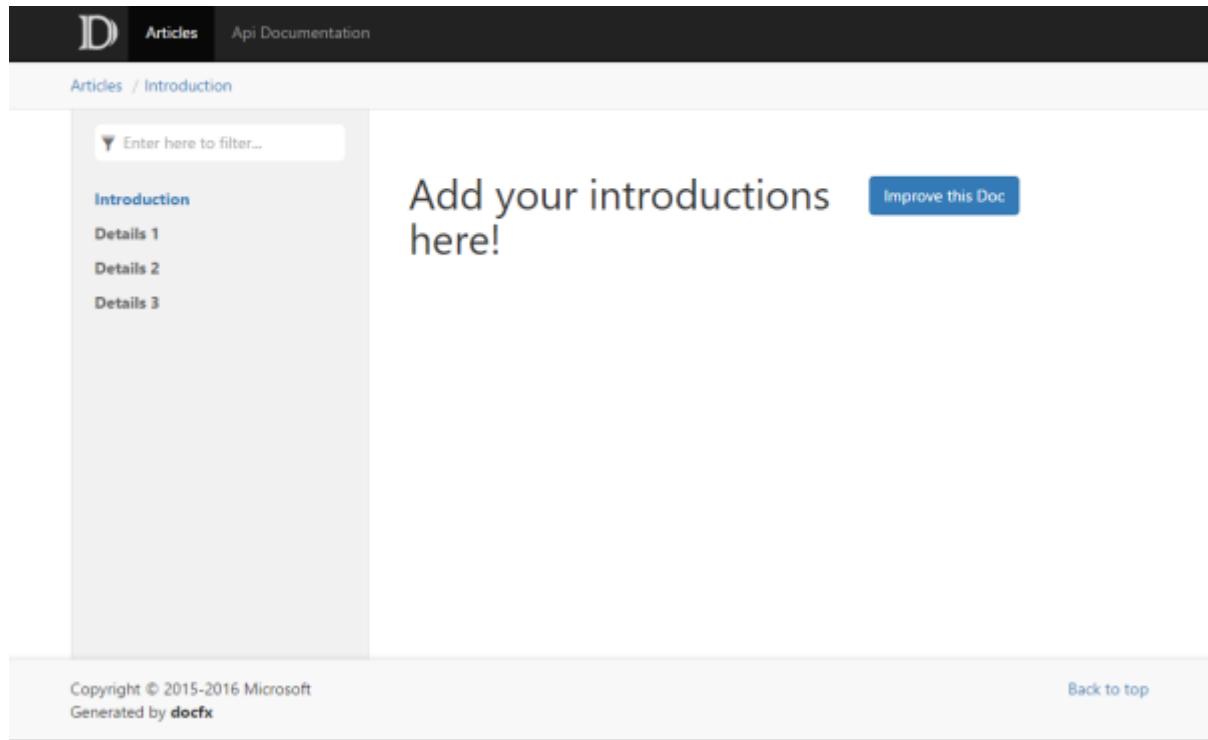 D Articles Api Documentation
Articles / Introduction
Enter here to filter...
Introduction
Details 1
Details 2
Details 3
Add your introductions
here!
Improve this Doc
Copyright © 2015-2016 Microsoft
Generated by docfx
Back to top